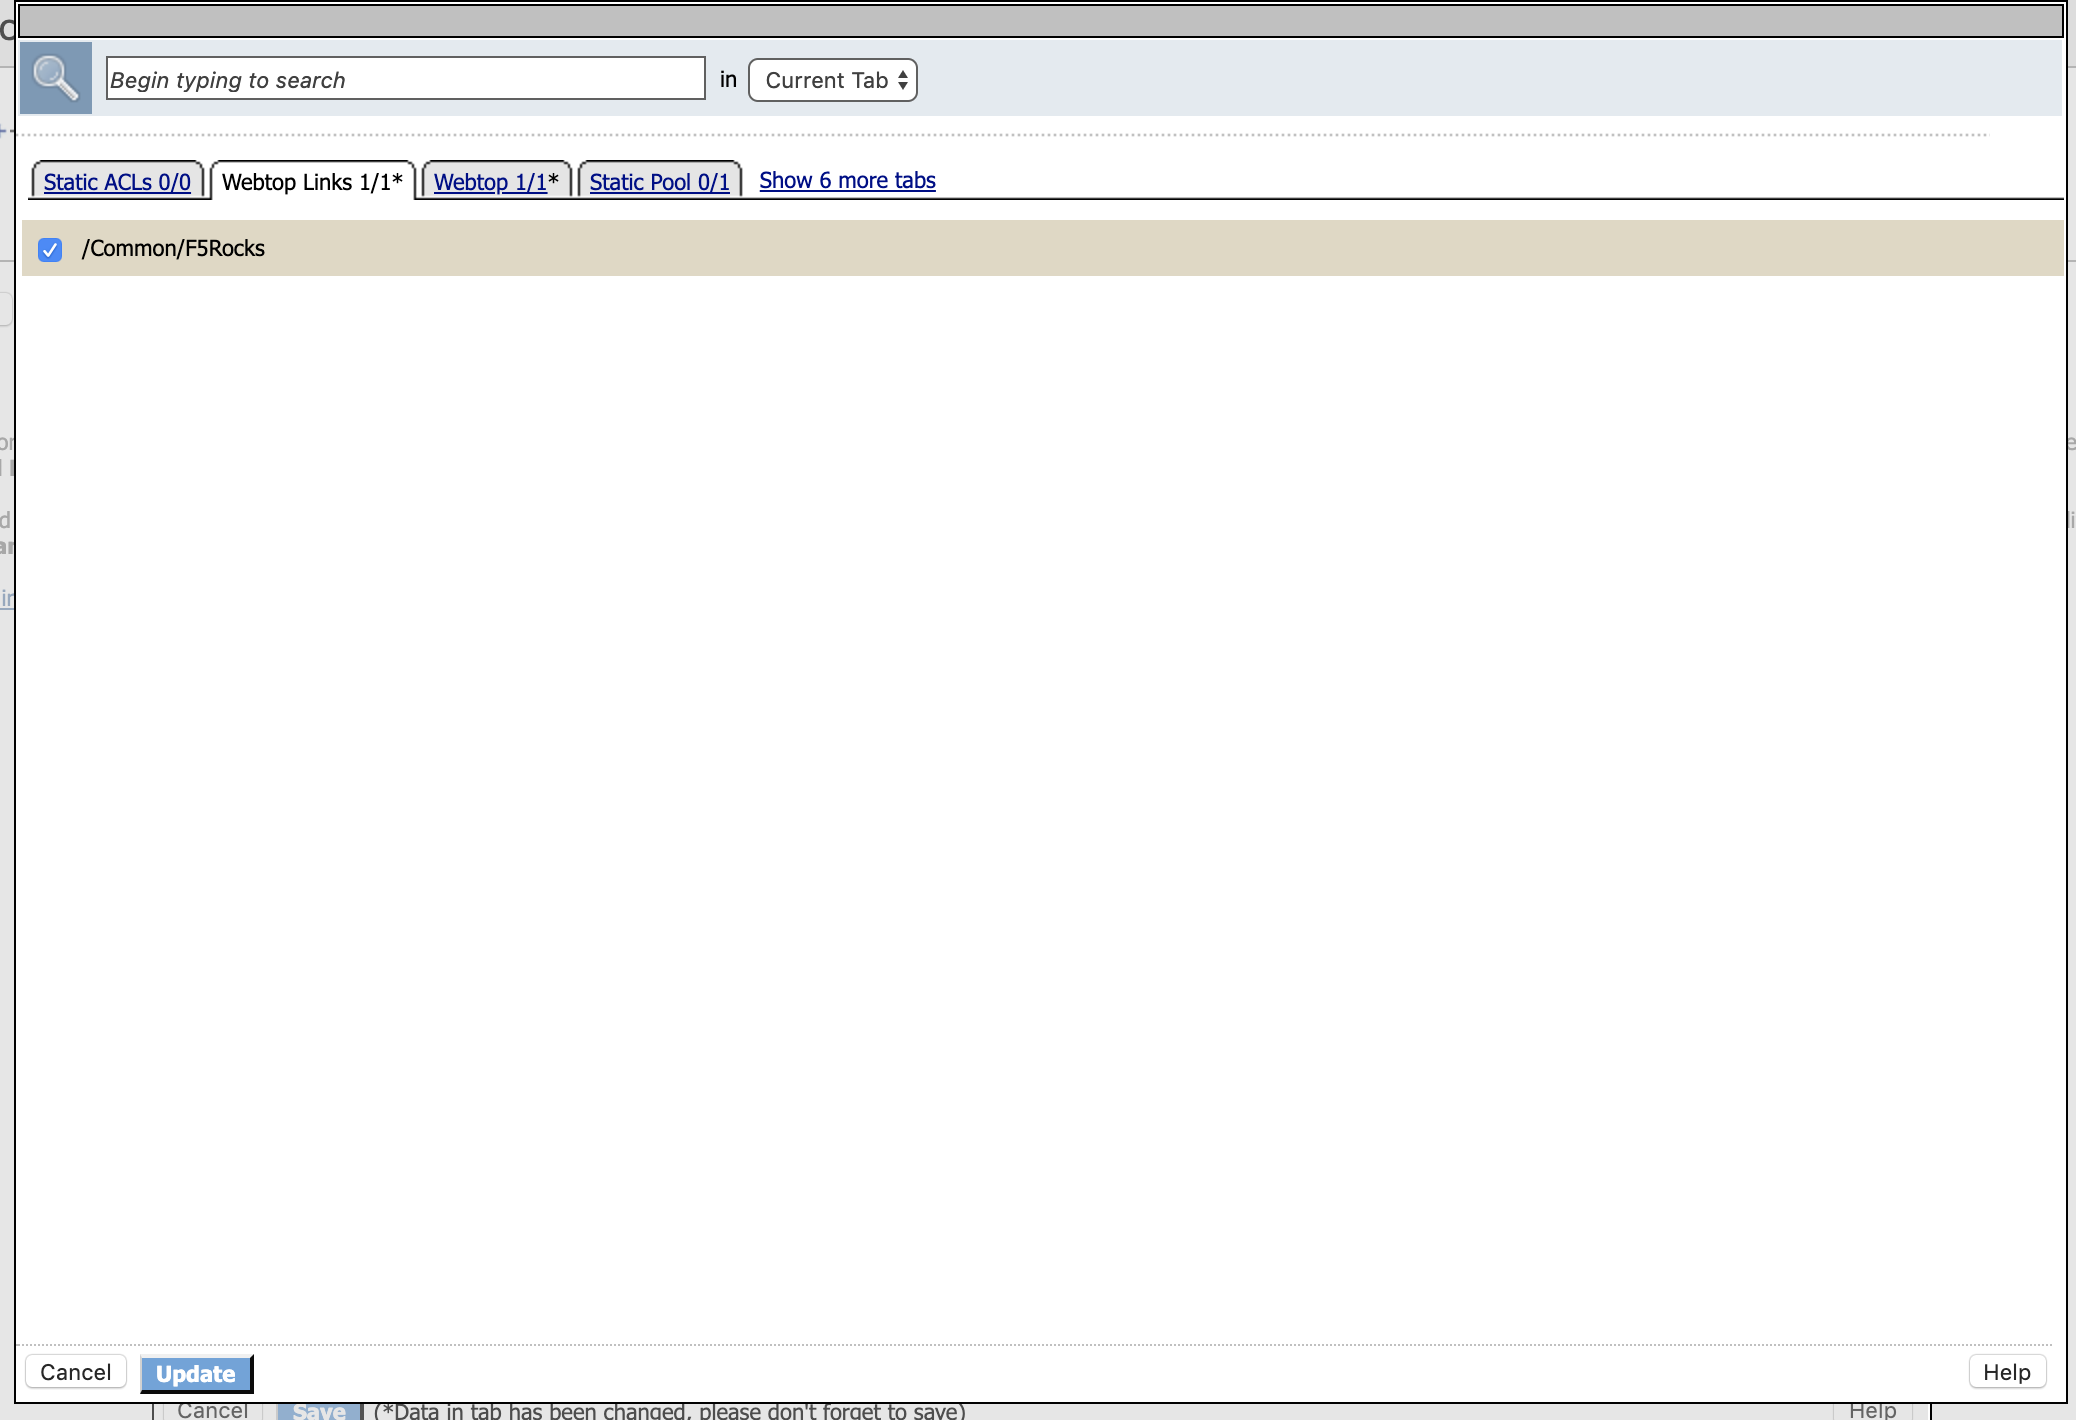 Begin typing to search in Current Tab
Static ACLs 0/0 Webtop Links 1/1* Webtop 1/1* Static Pool 0/1 Show 6 more tabs
/Common/F5Rocks
Cancel Update Help
Cancel Save (*Data in tab has been changed, please don't forget to save) Help